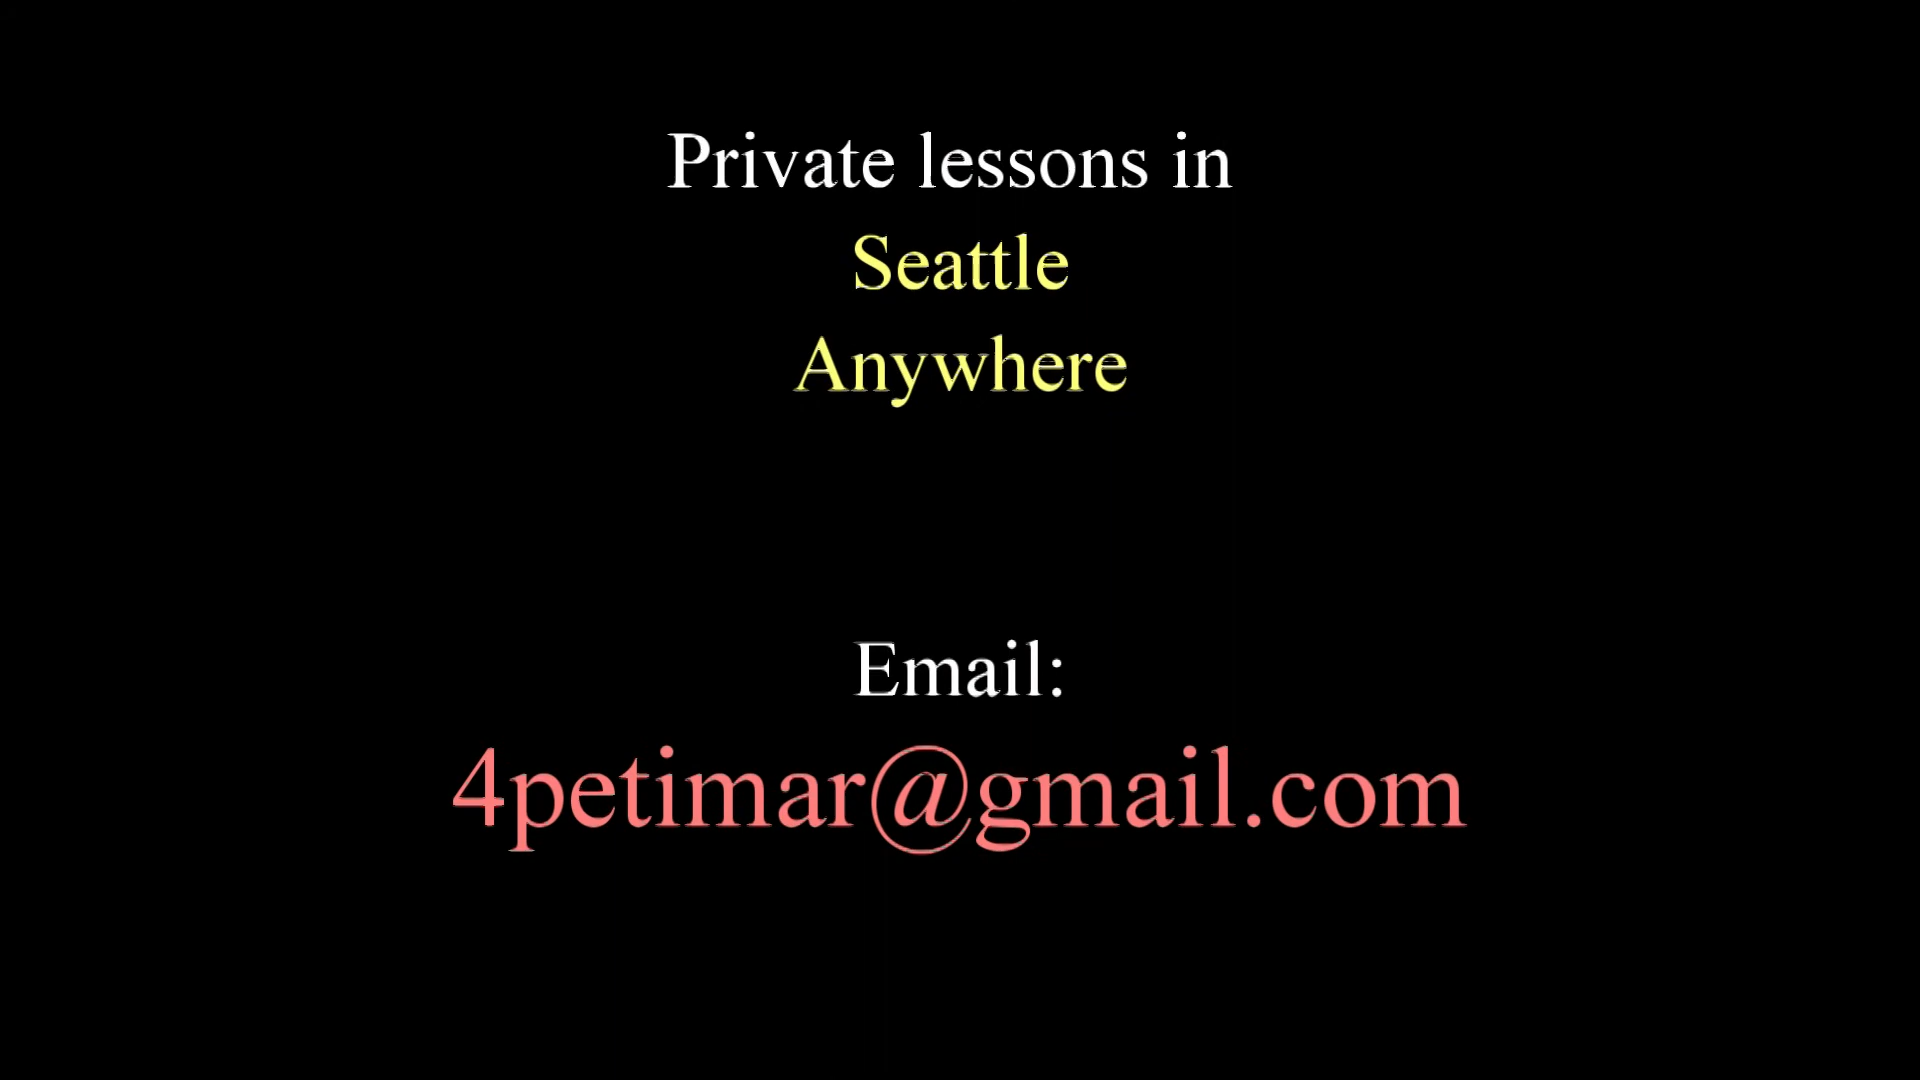 Private lessons in
Seattle
Anywhere
Email:
4petimar@gmail.com